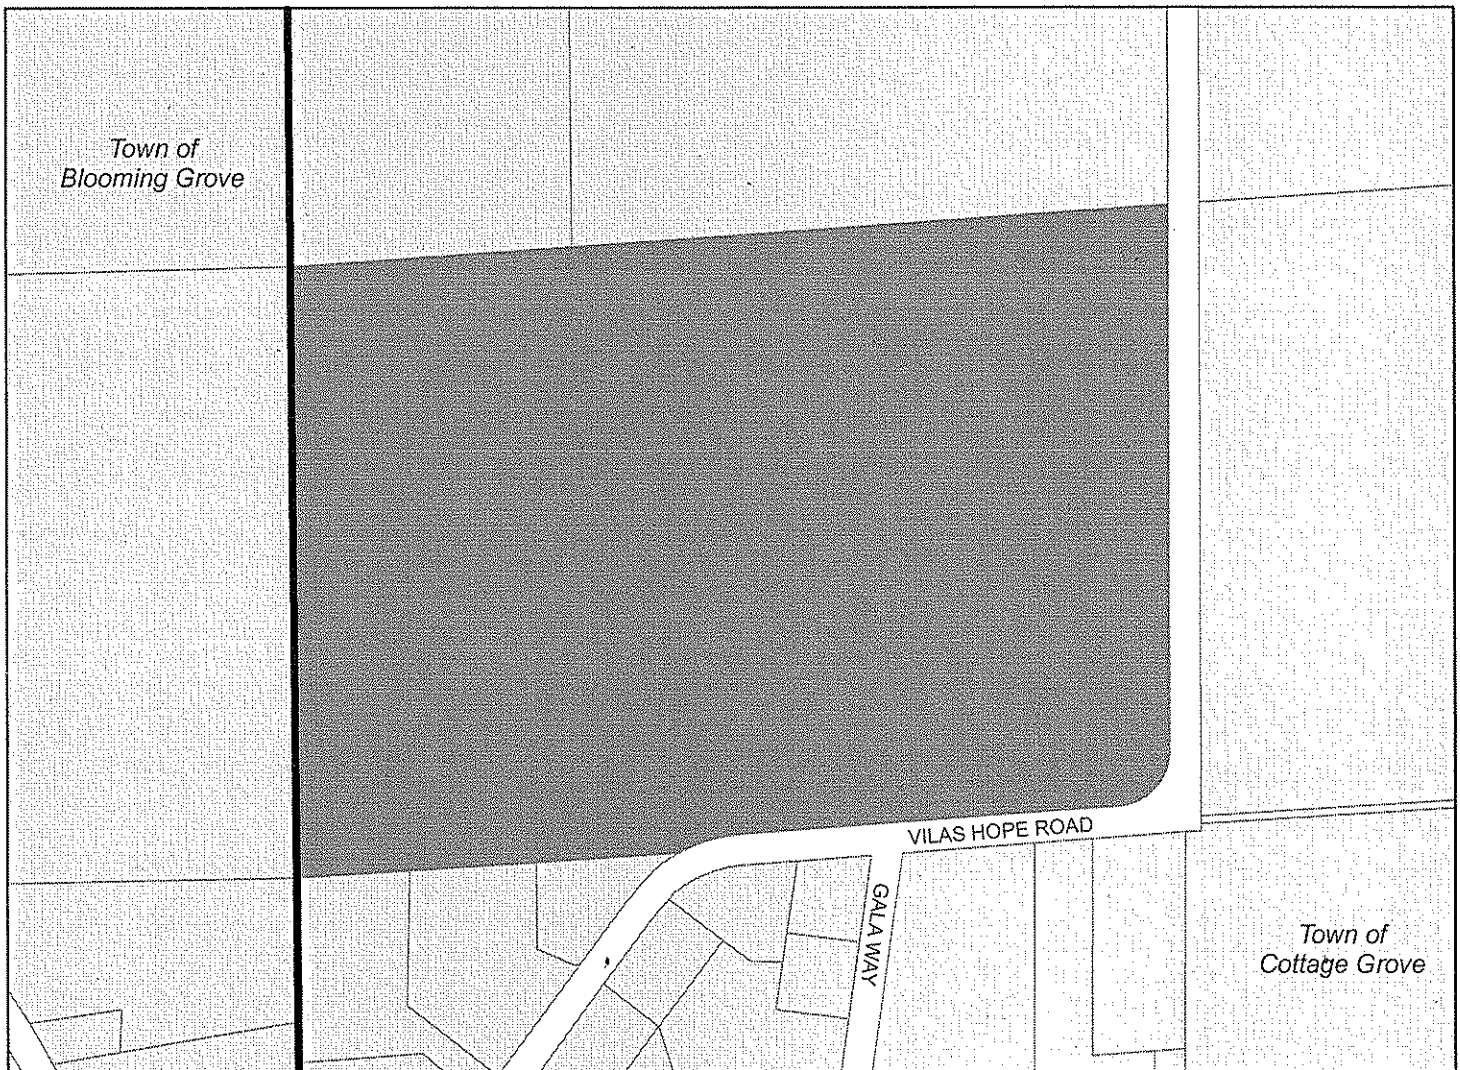 Town of
Blooming Grove
VILAS HOPE ROAD
GALA WAY
Town of
Cottage Grove